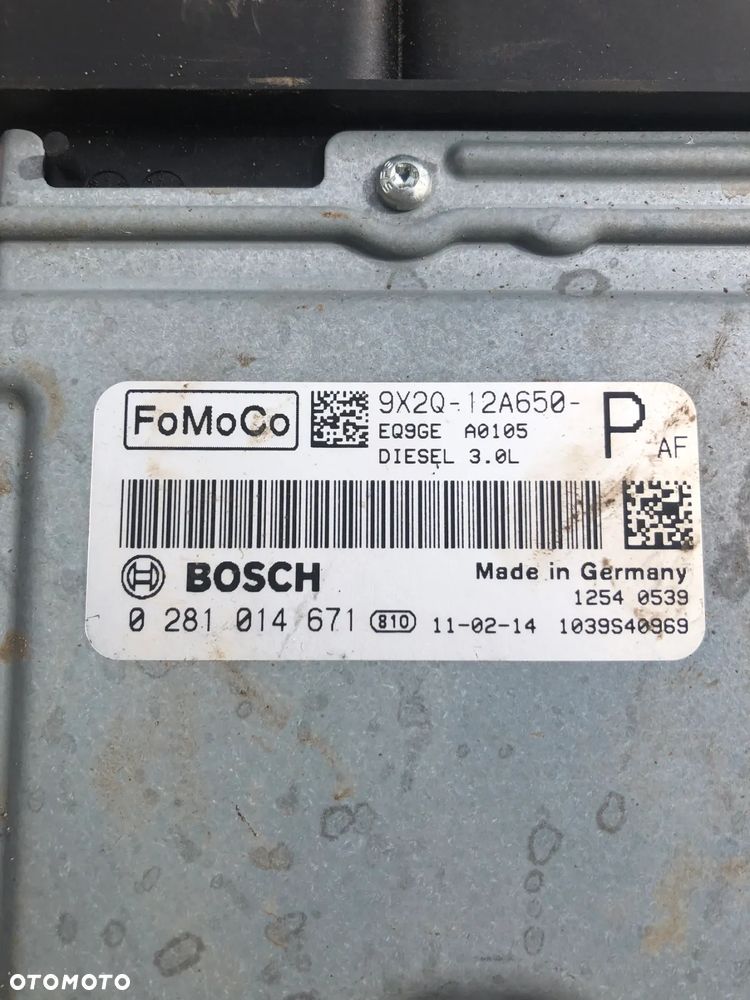 FoMoCo
9X2Q-12A650-
P
AF
EQ9GE A0105
DIESEL 3.0L
BOSCH
Made in Germany
1254 0539
0 281 014 671 810 11-02-14 1039S40969
OTOMOTO